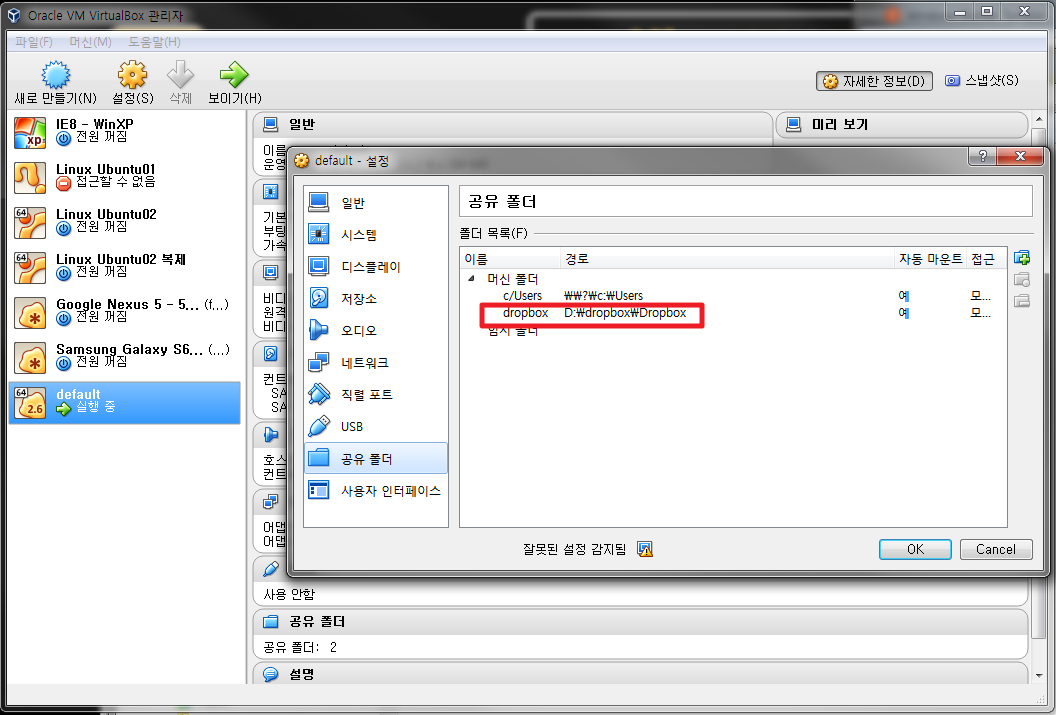 Oracle VM VirtualBox 관리자
파일(F) 머신(M) 도움말(H)
새로 만들기(N) 설정(S) 삭제 보이기(H)
자세한 정보(D) 스냅샷(S)
IE8 - WinXP
전원 꺼짐
Linux Ubuntu01
접근할 수 없음
64
Linux Ubuntu02
전원 꺼짐
64
Linux Ubuntu02 복제
전원 꺼짐
Google Nexus 5 - 5... (f...)
전원 꺼짐
Samsung Galaxy S6... (...)
전원 꺼짐
64
2.6
default
실행 중
일반
미리 보기
이름
운영
기본
부팅
가속
비디
원격
비디
컨트
SA
SA
호스
컨트
어댑
어댑
사용 안함
공유 폴더
공유 폴더: 2
설명
default - 설정
일반
시스템
디스플레이
저장소
오디오
네트워크
직렬 포트
USB
공유 폴더
사용자 인터페이스
공유 폴더
폴더 목록(F)
이름 경로 자동 마운트 접근
머신 폴더
c/Users ₩₩?₩c:₩Users 예 모...
dropbox D:₩dropbox₩Dropbox 예 모...
임시 폴더
잘못된 설정 감지됨
OK Cancel